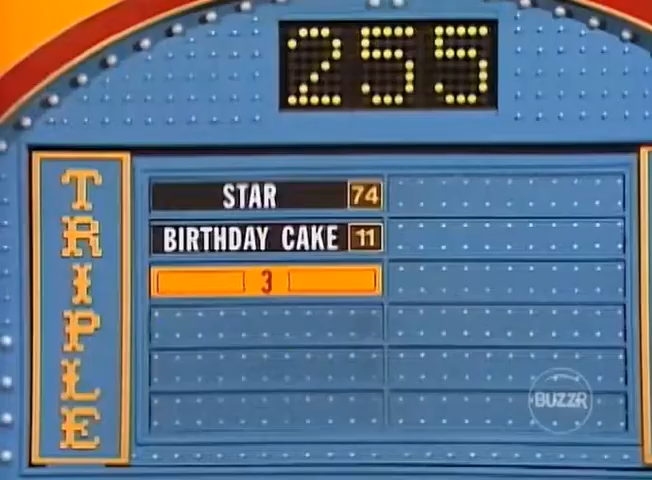 255
TRIPLE
STAR 74
BIRTHDAY CAKE 11
3
BUZZR